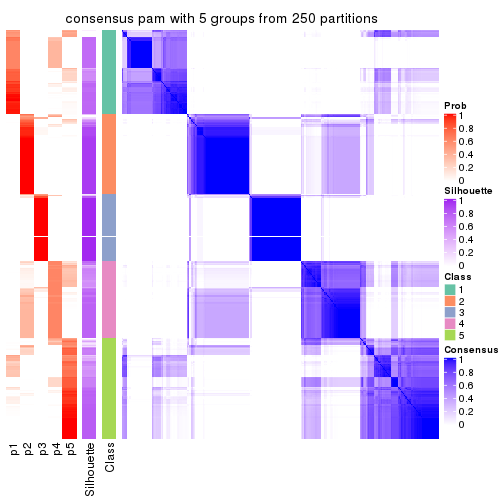 consensus pam with 5 groups from 250 partitions
Prob
1
0.8
0.6
0.4
0.2
0
Silhouette
1
0.8
0.6
0.4
0.2
0
Class
1
2
3
4
5
Consensus
1
0.8
0.6
0.4
0.2
0
p1
p2
p3
p4
p5
Silhouette
Class